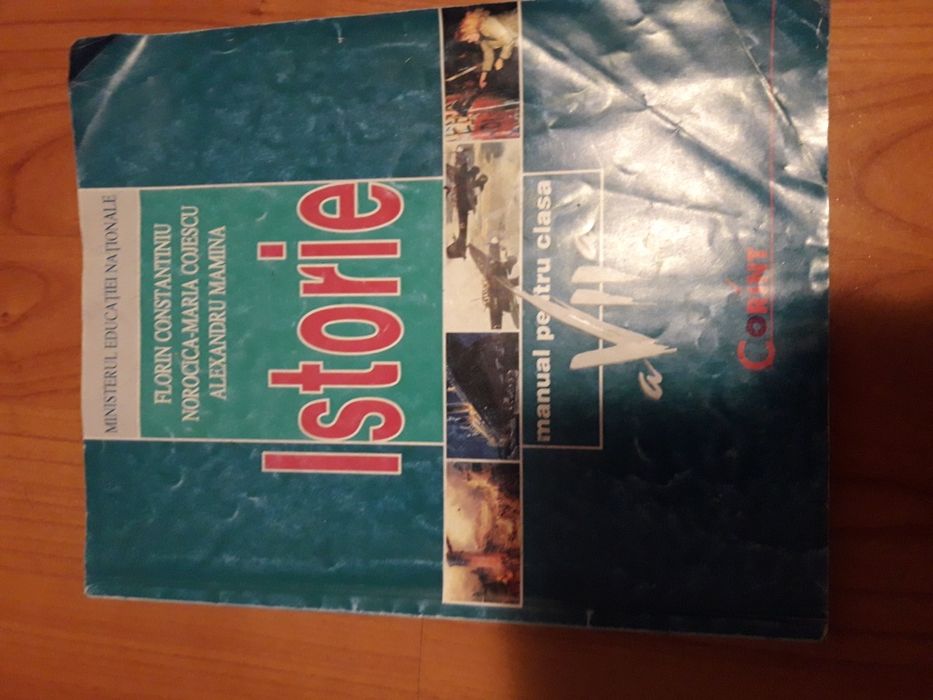 MINISTERUL EDUCAȚIEI NAȚIONALE
FLORIN CONSTANTINIU
NOROCICA-MARIA COJESCU
ALEXANDRU MAMINA
Istorie
manual pentru clasa
a VII a
CORINT